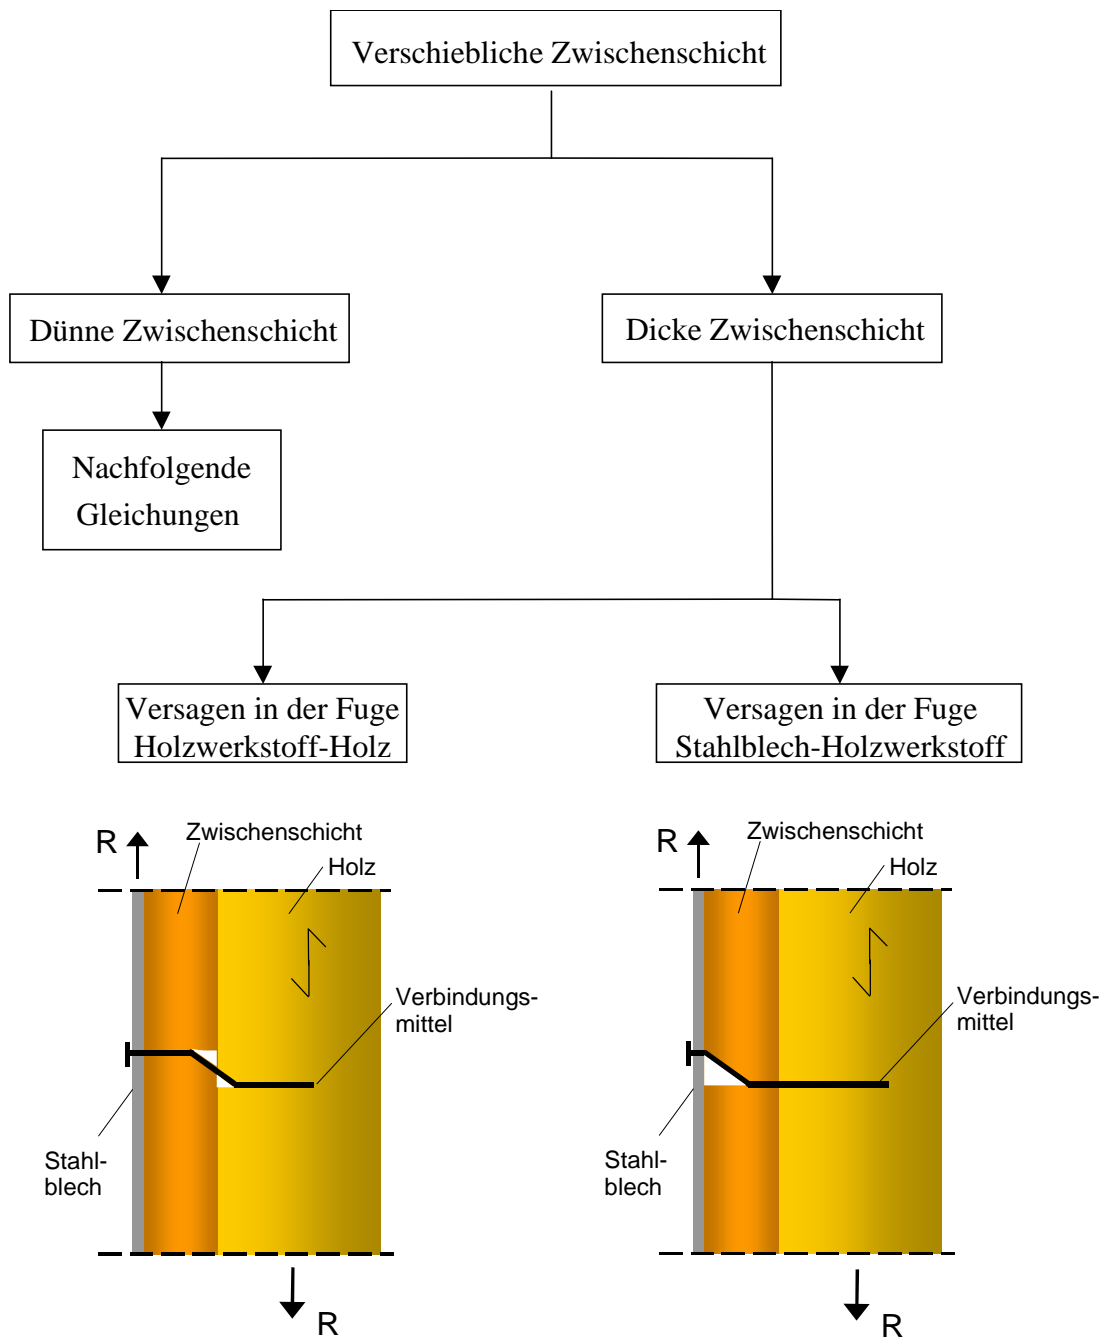 Verschiebliche Zwischenschicht
Dünne Zwischenschicht
Dicke Zwischenschicht
Nachfolgende
Gleichungen
Versagen in der Fuge
Holzwerkstoff-Holz
Versagen in der Fuge
Stahlblech-Holzwerkstoff
R
Zwischenschicht
Holz
Verbindungs-
mittel
Stahl-
blech
R
R
Zwischenschicht
Holz
Verbindungs-
mittel
Stahl-
blech
R